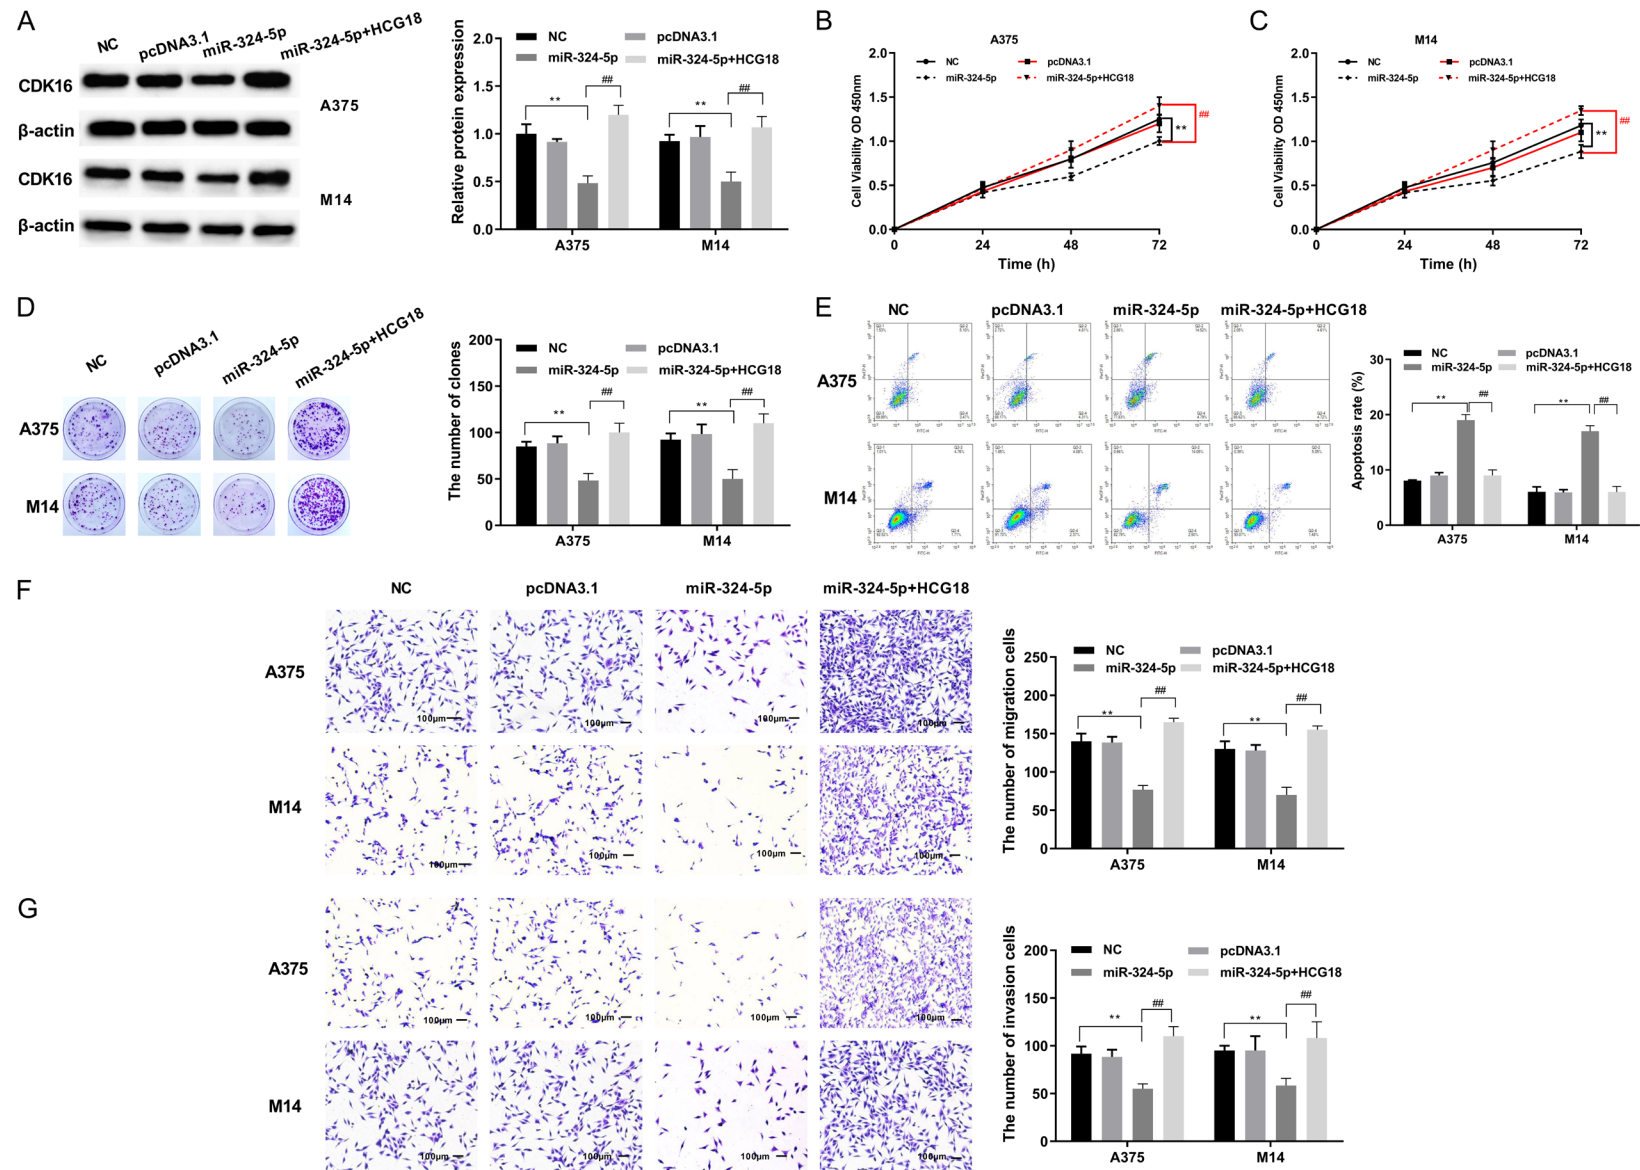 A
NC
pcDNA3.1
miR-324-5p
miR-324-5p+HCG18
CDK16
β-actin
A375
CDK16
β-actin
M14
Relative protein expression
2.0
1.5
1.0
0.5
0.0
NC
pcDNA3.1
miR-324-5p
miR-324-5p+HCG18
**
##
**
##
A375
M14
B
A375
Cell Viability OD 450nm
2.0
1.5
1.0
0.5
0.0
NC
pcDNA3.1
miR-324-5p
miR-324-5p+HCG18
**
##
0
24
48
72
Time (h)
C
M14
Cell Viability OD 450nm
2.0
1.5
1.0
0.5
0.0
NC
pcDNA3.1
miR-324-5p
miR-324-5p+HCG18
**
##
0
24
48
72
Time (h)
D
NC
pcDNA3.1
miR-324-5p
miR-324-5p+HCG18
A375
M14
The number of clones
200
150
100
50
0
NC
pcDNA3.1
miR-324-5p
miR-324-5p+HCG18
**
##
**
##
A375
M14
E
NC
pcDNA3.1
miR-324-5p
miR-324-5p+HCG18
A375
M14
Apoptosis rate (%)
30
20
10
0
NC
pcDNA3.1
miR-324-5p
miR-324-5p+HCG18
**
##
**
##
A375
M14
F
NC
pcDNA3.1
miR-324-5p
miR-324-5p+HCG18
A375
100μm
100μm
100μm
100μm
M14
100μm
100μm
100μm
100μm
The number of migration cells
250
200
150
100
50
0
NC
pcDNA3.1
miR-324-5p
miR-324-5p+HCG18
**
##
**
##
A375
M14
G
A375
100μm
100μm
100μm
100μm
M14
100μm
100μm
100μm
100μm
The number of invasion cells
200
150
100
50
0
NC
pcDNA3.1
miR-324-5p
miR-324-5p+HCG18
**
##
**
##
A375
M14